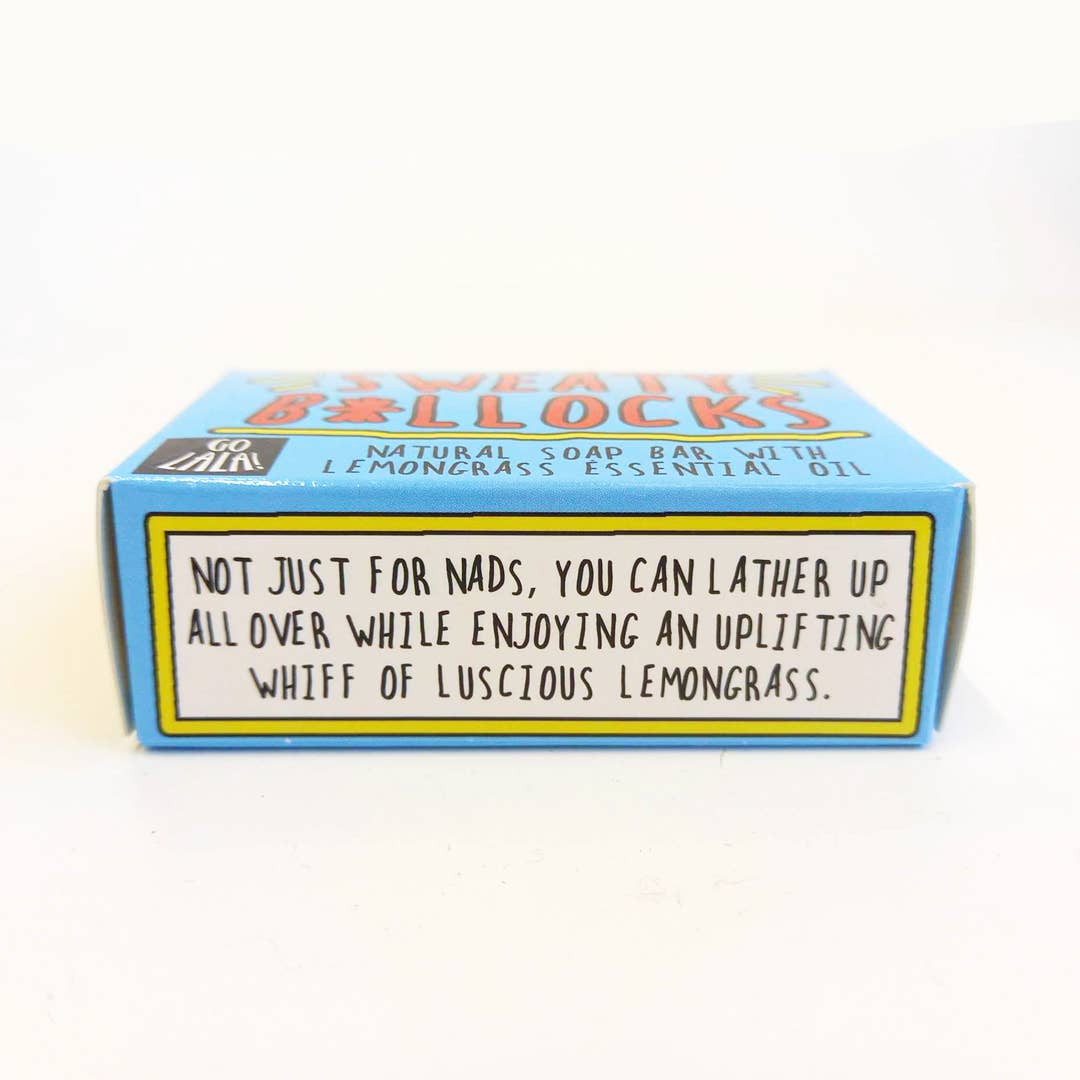 SWEATY
B*LLOCKS
GO
LALA!
NATURAL SOAP BAR WITH
LEMONGRASS ESSENTIAL OIL
NOT JUST FOR NADS, YOU CAN LATHER UP
ALL OVER WHILE ENJOYING AN UPLIFTING
WHIFF OF LUSCIOUS LEMONGRASS.